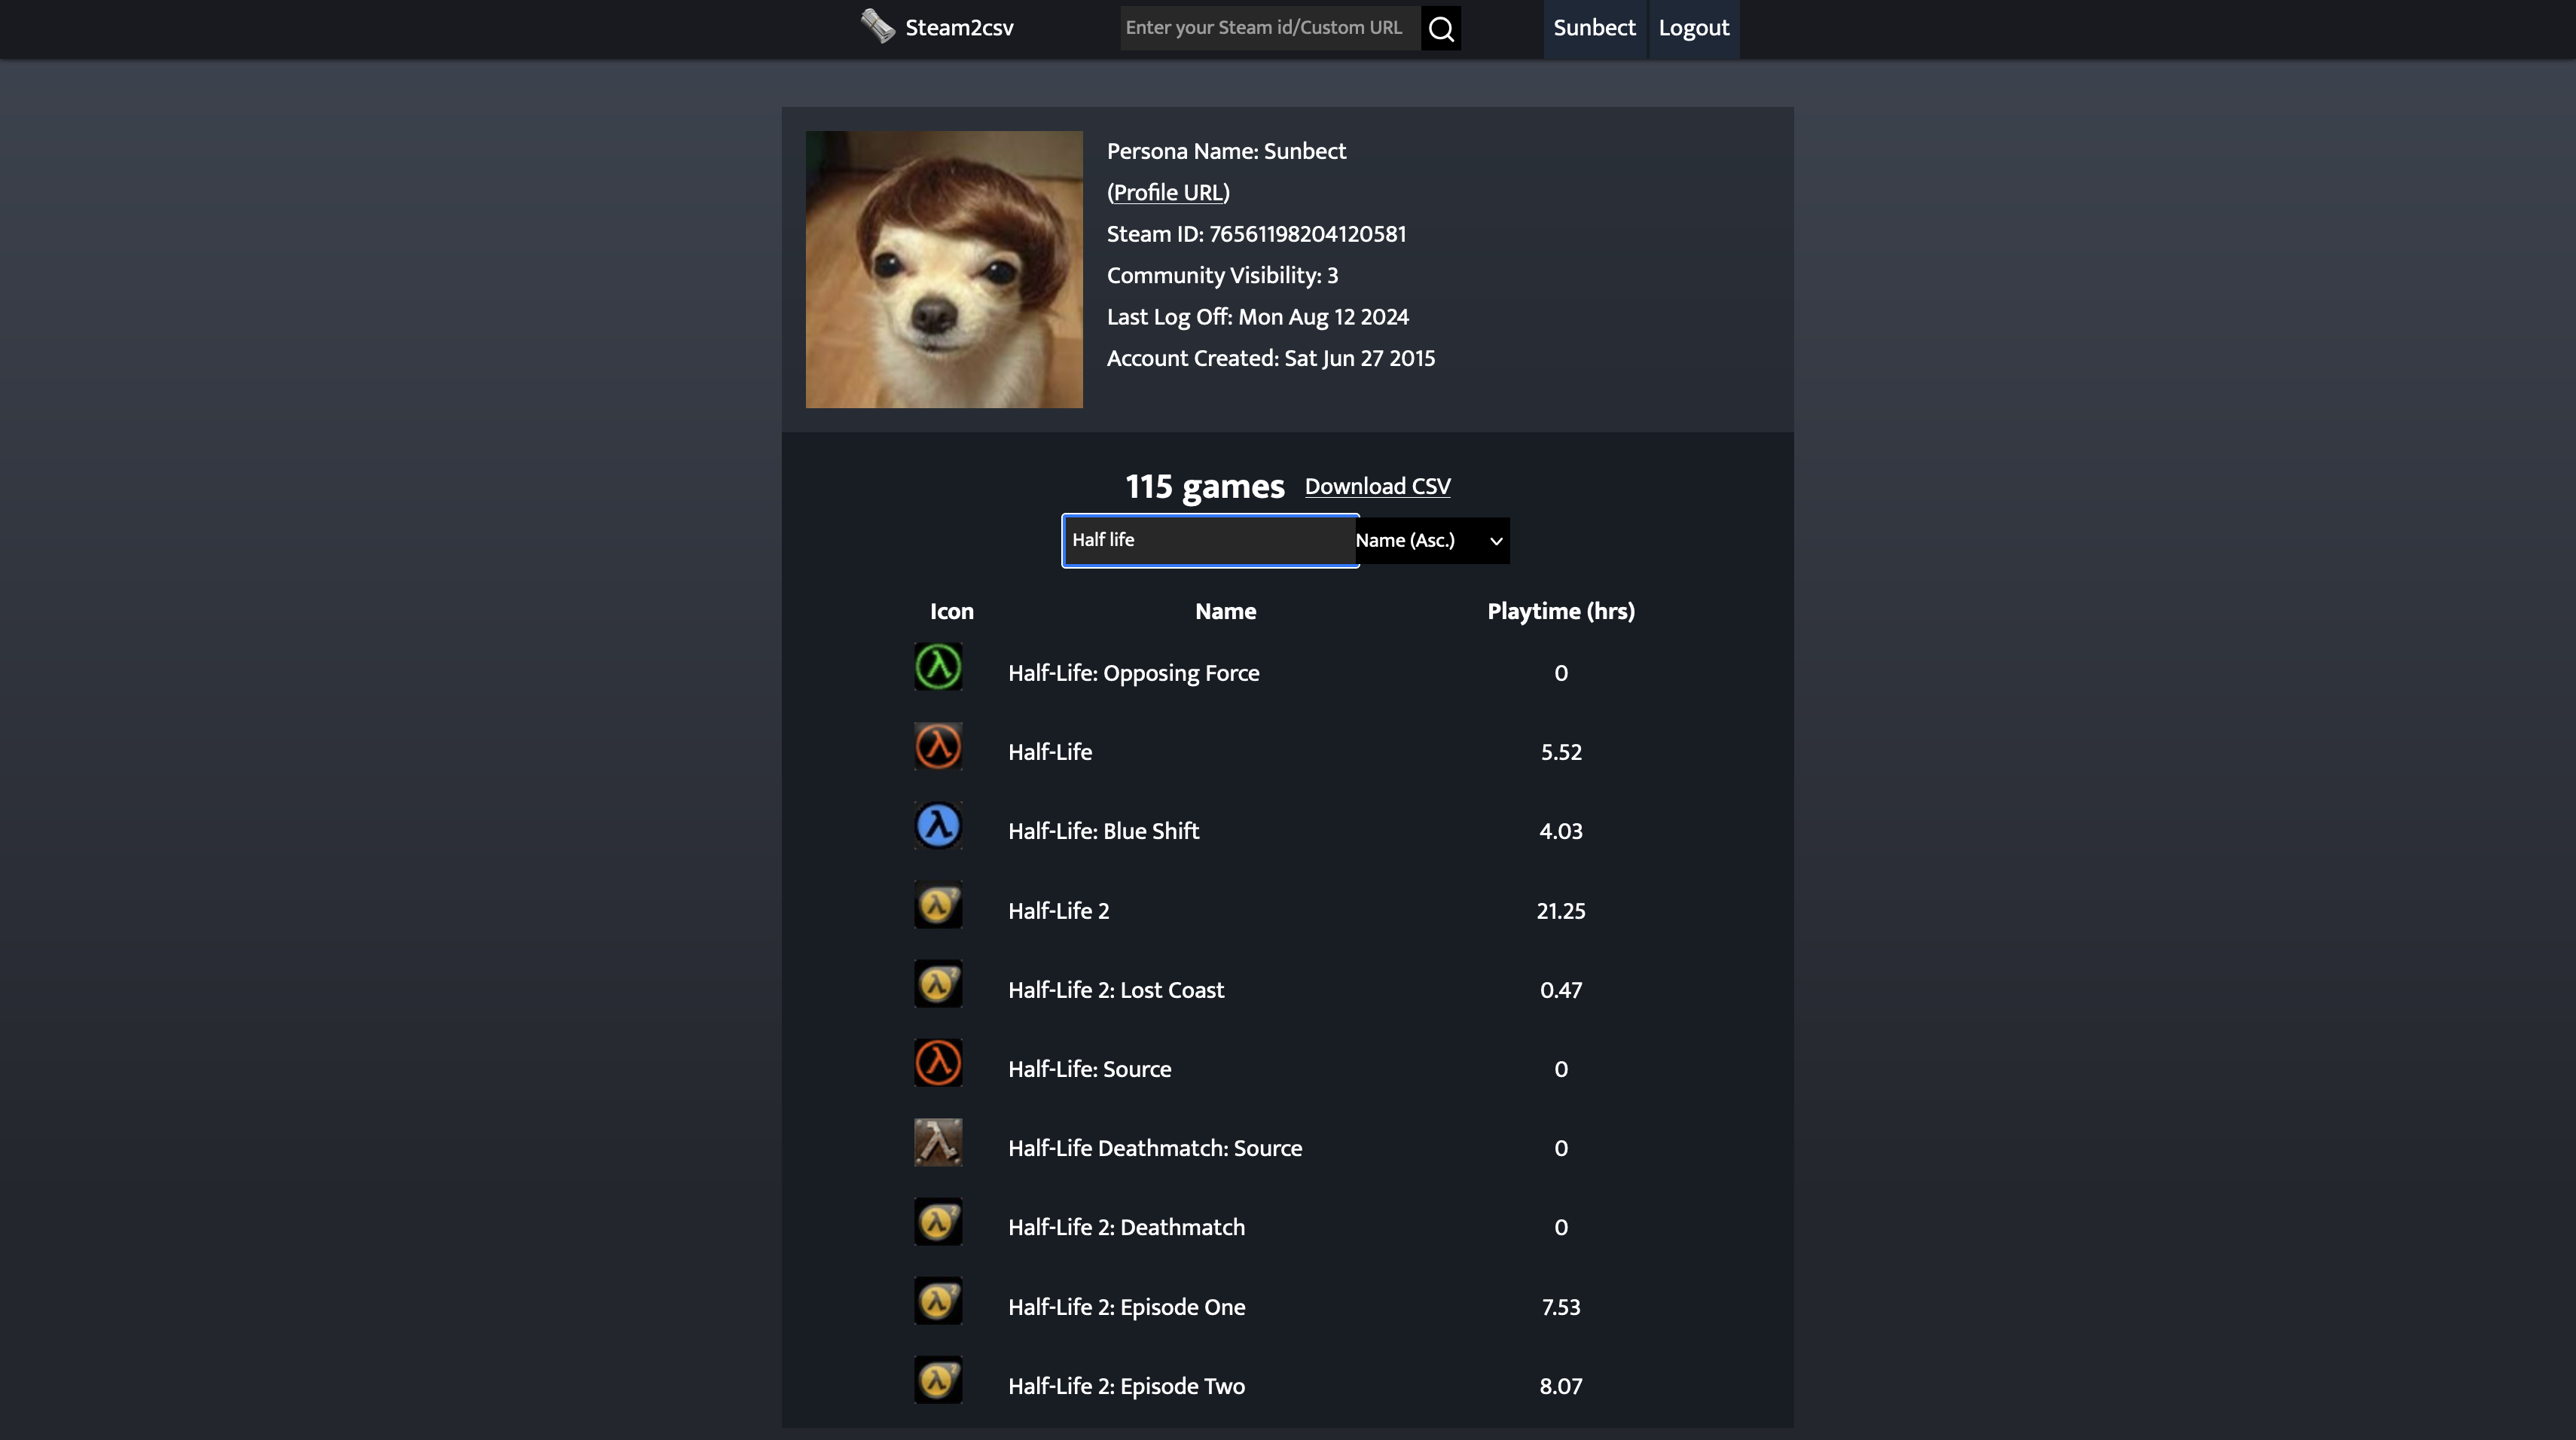 Steam2csv
Enter your Steam id/Custom URL
Sunbect
Logout
Persona Name: Sunbect
(Profile URL)
Steam ID: 76561198204120581
Community Visibility: 3
Last Log Off: Mon Aug 12 2024
Account Created: Sat Jun 27 2015
115 games Download CSV
Half life Name (Asc.)
Icon Name Playtime (hrs)
Half-Life: Opposing Force 0
Half-Life 5.52
Half-Life: Blue Shift 4.03
Half-Life 2 21.25
Half-Life 2: Lost Coast 0.47
Half-Life: Source 0
Half-Life Deathmatch: Source 0
Half-Life 2: Deathmatch 0
Half-Life 2: Episode One 7.53
Half-Life 2: Episode Two 8.07